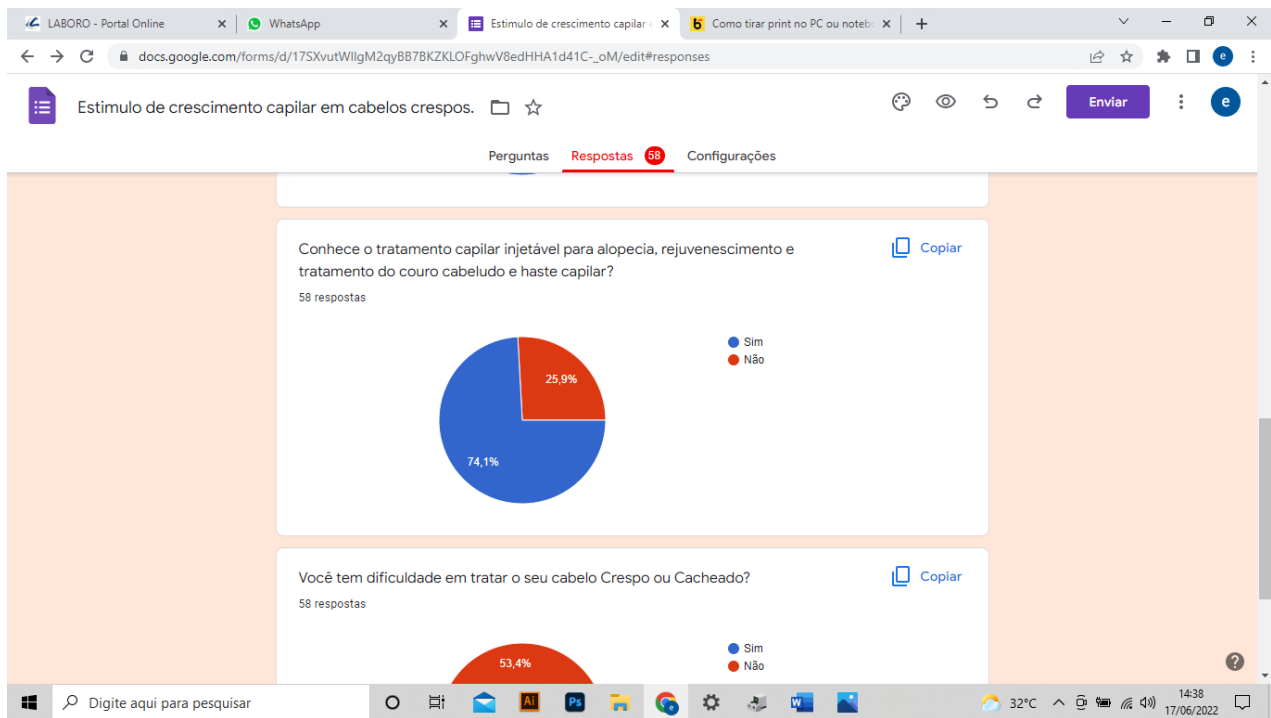 LABORO - Portal Online
WhatsApp
Estimulo de crescimento capilar e
Como tirar print no PC ou notebo
docs.google.com/forms/d/17SXvutWIlgM2qyBB7BKZKLOFghwV8edHHA1d41C-_oM/edit#responses
e
Estimulo de crescimento capilar em cabelos crespos.
Enviar
e
Perguntas Respostas 58 Configurações
Conhece o tratamento capilar injetável para alopecia, rejuvenescimento e
tratamento do couro cabeludo e haste capilar?
Copiar
58 respostas
Sim
Não
25,9%
74,1%
Você tem dificuldade em tratar o seu cabelo Crespo ou Cacheado?
Copiar
58 respostas
Sim
Não
53,4%
Digite aqui para pesquisar
Ai
Ps
e
W
32°C
14:38
17/06/2022